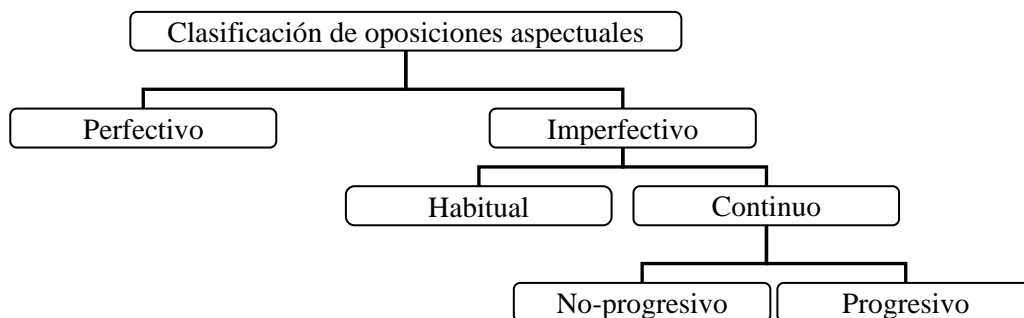 Clasificación de oposiciones aspectuales
Perfectivo
Imperfectivo
Habitual
Continuo
No-progresivo
Progresivo